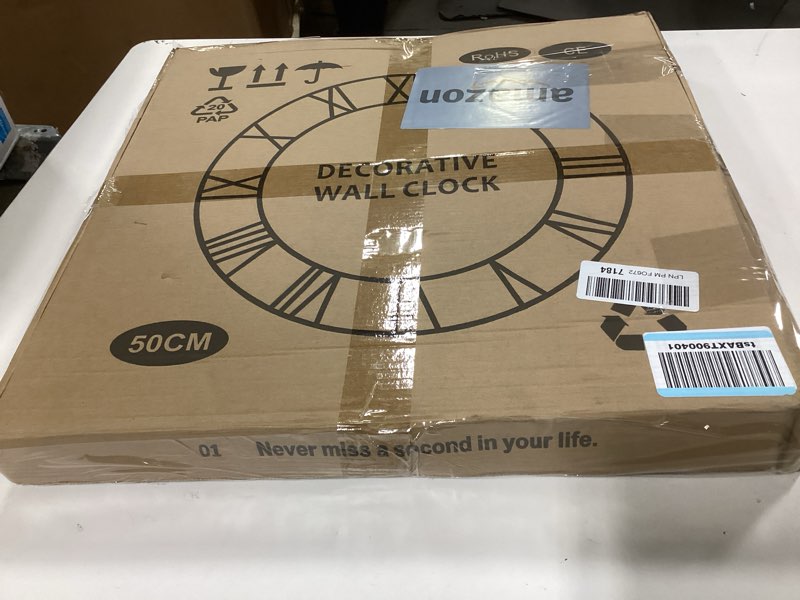 RoHS
CE
20
PAP
amazon
DECORATIVE
WALL CLOCK
LPN PM FO672 7184
tsBAXT900401
50CM
01 Never miss a second in your life.